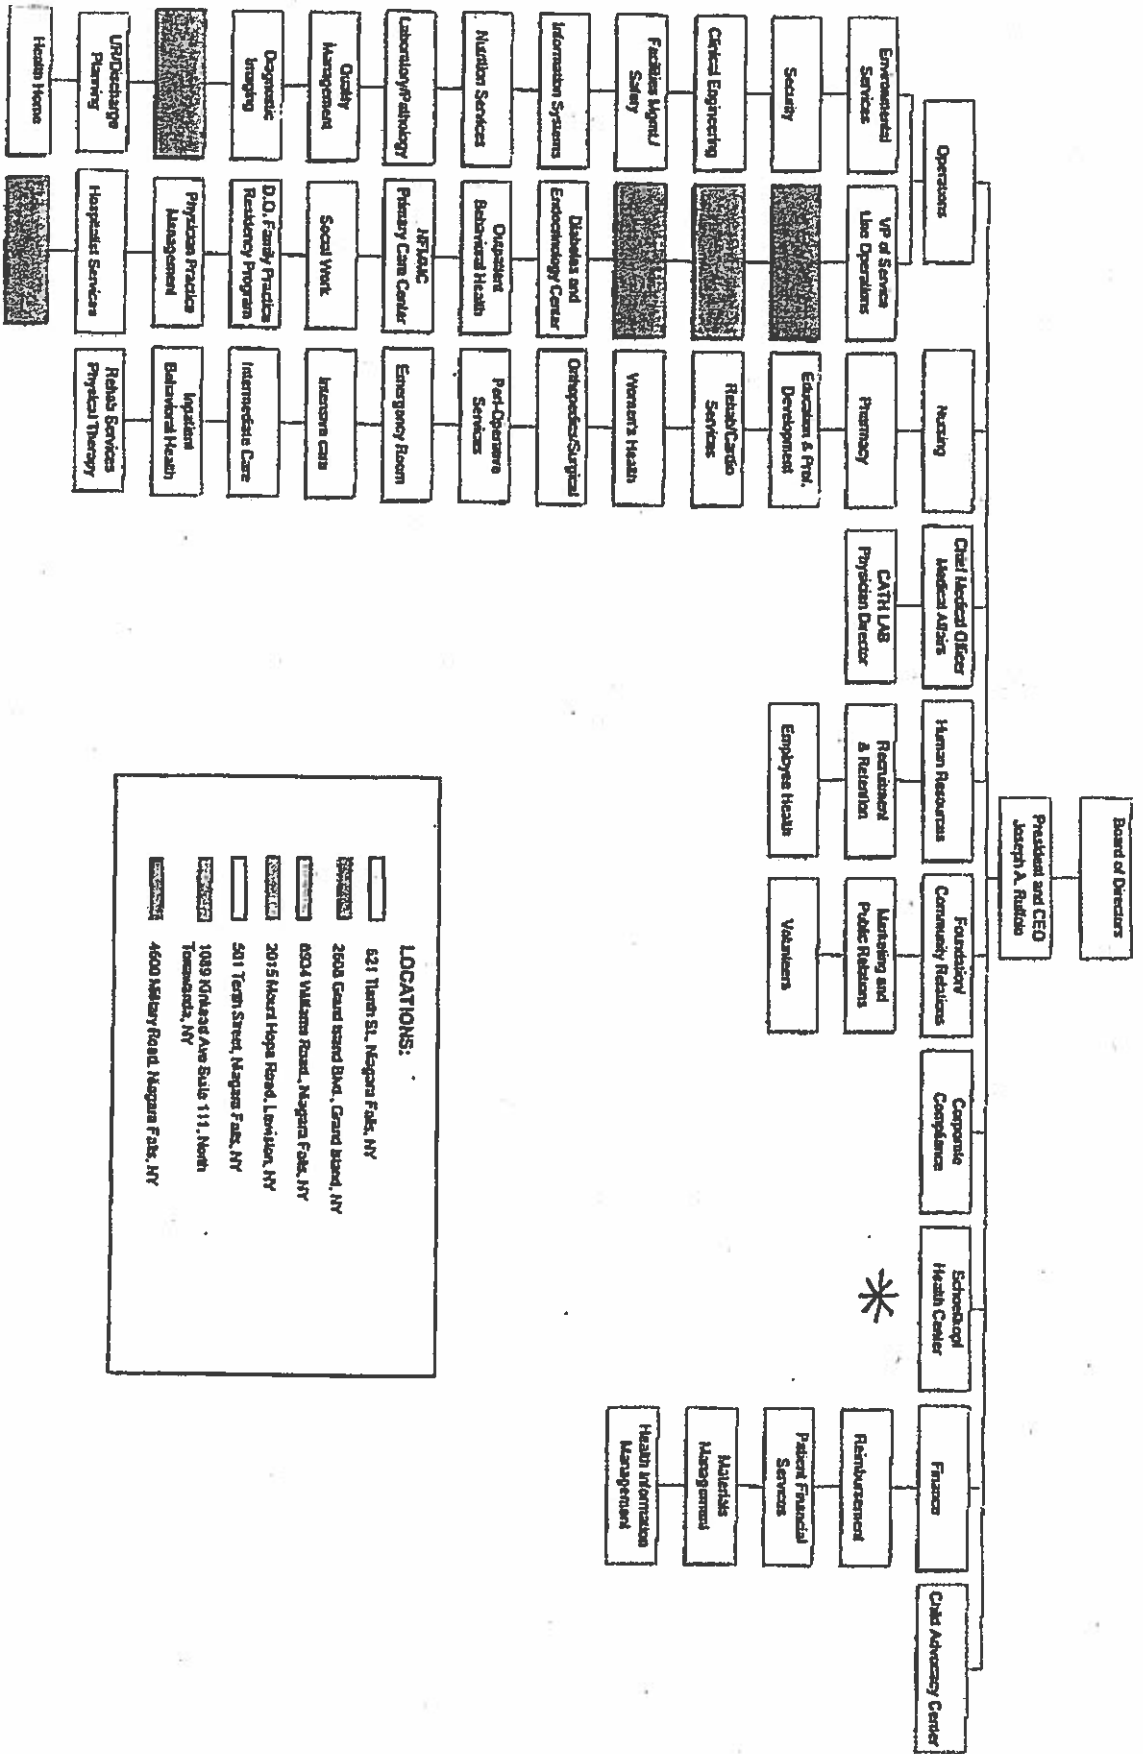 Board of Directors
President and CEO
Joseph A. Ruffolo
Operations
Nursing
Chief Medical Officer
Medical Affairs
Human Resources
Foundation/
Community Relations
Corporate
Compliance
Schoellkopf
Health Center
Finance
Child Advocacy Center
Environmental
Services
VP of Service
Line Operations
Pharmacy
CATH LAB
Physician Director
Recruitment
& Retention
Marketing and
Public Relations
Reimbursement
Security
Education & Prof.
Development
Employee Health
Volunteers
Patient Financial
Services
Clinical Engineering
Rehab/Cardio
Services
Materials
Management
Facilities Mgmt./
Safety
Women's Health
Health Information
Management
Information Systems
Diabetes and
Endocrinology Center
Orthopedics/Surgical
Nutrition Services
Outpatient
Behavioral Health
Peri-Operative
Services
Laboratory/Pathology
Primary Care Center
Emergency Room
Quality
Management
Social Work
Intensive care
Diagnostic
Imaging
D.O. Family Practice
Residency Program
Intermediate Care
Physician Practice
Management
Inpatient
Behavioral Health
UR/Discharge
Planning
Hospitalist Services
Rehab Services
Physical Therapy
Health Home
LOCATIONS:
621 Tenth St., Niagara Falls, NY
2608 Grand Island Blvd., Grand Island, NY
6934 Williams Road, Niagara Falls, NY
2015 Mount Hope Road, Lewiston, NY
501 Tenth Street, Niagara Falls, NY
1089 Kinkead Ave Suite 111, North
Tonawanda, NY
4600 Military Road, Niagara Falls, NY